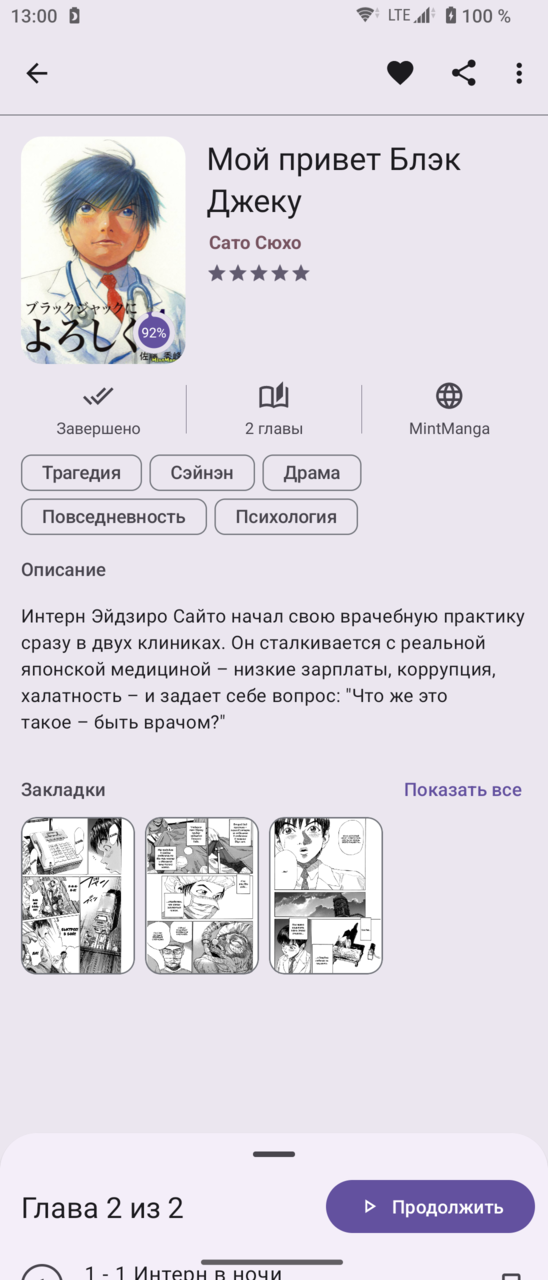 13:00
LTE
100 %
Мой привет Блэк
Джеку
Сато Сюхо
ブラックジャックに
よろしく
92%
Завершено
2 главы
MintManga
Трагедия
Сэйнэн
Драма
Повседневность
Психология
Описание
Интерн Эйдзиро Сайто начал свою врачебную практику
сразу в двух клиниках. Он сталкивается с реальной
японской медициной – низкие зарплаты, коррупция,
халатность – и задает себе вопрос: "Что же это
такое – быть врачом?"
Закладки
Показать все
Глава 2 из 2
Продолжить
1 - 1 Интерн в ночи